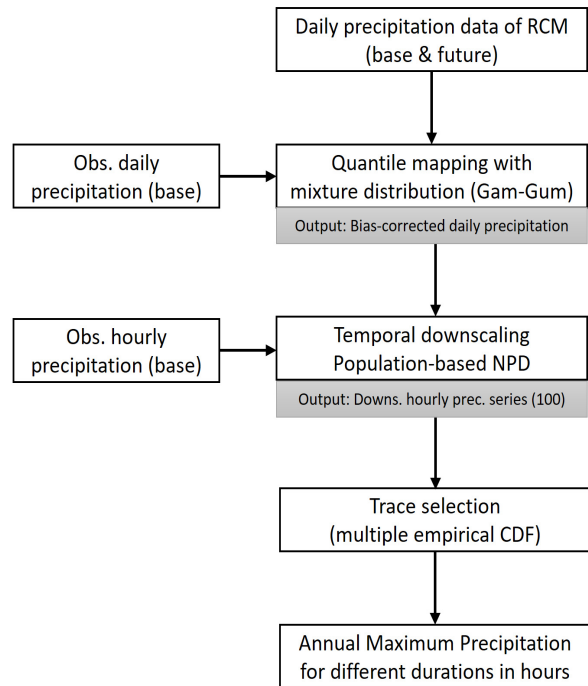 Daily precipitation data of RCM
(base & future)
Obs. daily
precipitation (base)
Quantile mapping with
mixture distribution (Gam-Gum)
Output: Bias-corrected daily precipitation
Obs. hourly
precipitation (base)
Temporal downscaling
Population-based NPD
Output: Downs. hourly prec. series (100)
Trace selection
(multiple empirical CDF)
Annual Maximum Precipitation
for different durations in hours